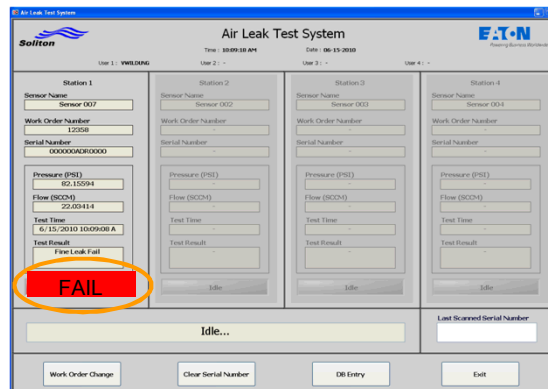 Air Leak Test System
Soliton
Air Leak Test System
EATON
Powering Business Worldwide
Time : 10:09:18 AM
Date : 06-15-2010
User 1 : VWILDUNG
User 2 : -
User 3 : -
User 4 : -
Station 1
Sensor Name
Sensor 007
Work Order Number
12358
Serial Number
000000ADR0000
Pressure (PSI)
82.15594
Flow (SCCM)
22.03414
Test Time
6/15/2010 10:09:08 A
Test Result
Fine Leak Fail
FAIL
Station 2
Sensor Name
Sensor 002
Work Order Number
-
Serial Number
-
Pressure (PSI)
-
Flow (SCCM)
-
Test Time
-
Test Result
-
Idle
Station 3
Sensor Name
Sensor 003
Work Order Number
-
Serial Number
-
Pressure (PSI)
-
Flow (SCCM)
-
Test Time
-
Test Result
-
Idle
Station 4
Sensor Name
Sensor 004
Work Order Number
-
Serial Number
-
Pressure (PSI)
-
Flow (SCCM)
-
Test Time
-
Test Result
-
Idle
Idle...
Last Scanned Serial Number
Work Order Change
Clear Serial Number
DB Entry
Exit